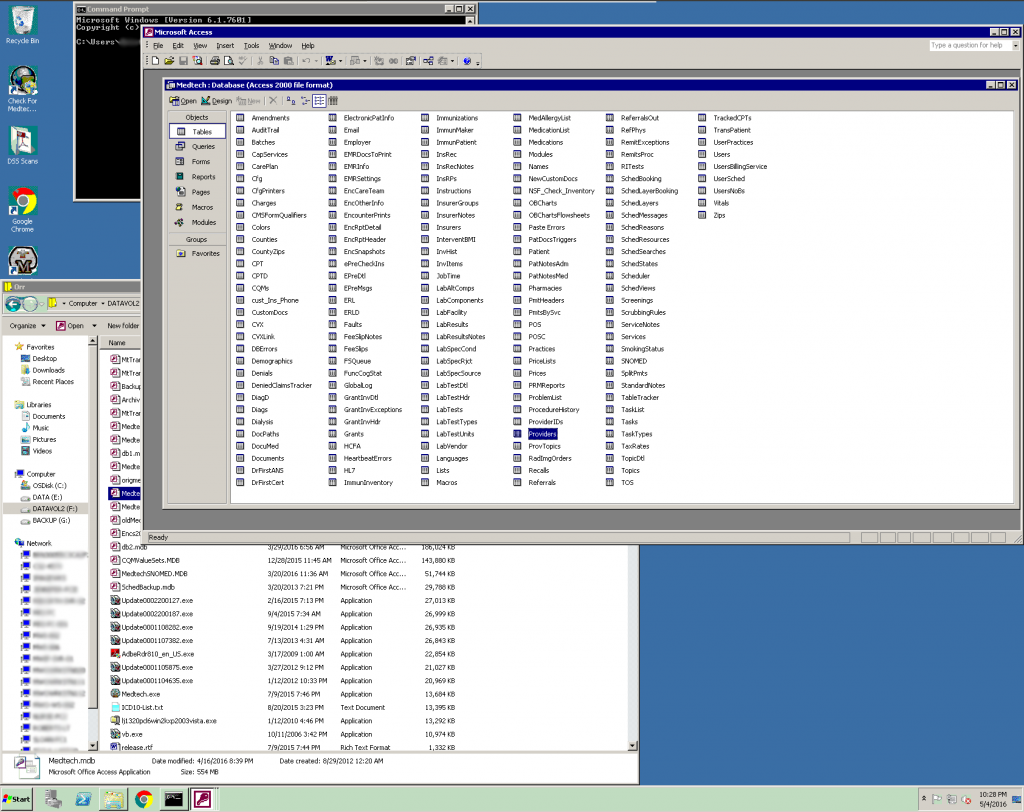 Recycle Bin
Check For
Medtec...
DSS Scans
Google
Chrome
Command Prompt
Microsoft Windows [Version 6.1.7601]
Copyright (c)
C:\Users\
Microsoft Access
File Edit View Insert Tools Window Help
Type a question for help
Medtech : Database (Access 2000 file format)
Open Design New
Objects
Tables
Queries
Forms
Reports
Pages
Macros
Modules
Groups
Favorites
Amendments ElectronicPatInfo Immunizations MedAllergyList ReferralsOut TrackedCPTs
AuditTrail Email ImmunMaker MedicationList RefPhys TransPatient
Batches Employer ImmunPatient Medications RemitExceptions UserPractices
CapServices EMRDocsToPrint InsRec Modules RemitsProc Users
CarePlan EMRInfo InsRecNotes Names RITests UsersBillingService
Cfg EMRSettings InsRPs NewCustomDocs SchedBooking UserSched
CfgPrinters EncCareTeam Instructions NSF_Check_Inventory SchedLayerBooking UsersNoBs
Charges EncOtherInfo InsurerGroups OBCharts SchedLayers Vitals
CMSFormQualifiers EncounterPrints InsurerNotes OBChartsFlowsheets SchedMessages Zips
Colors EncRptDetail Insurers Paste Errors SchedReasons
Counties EncRptHeader InterventBMI PatDocsTriggers SchedResources
CountyZips EncSnapshots InvHist Patient SchedSearches
CPT ePreCheckIns InvItems PatNotesAdm SchedStates
CPTD EPreDtl JobTime PatNotesMed Scheduler
CQMs EPreMsgs LabAltComps Pharmacies SchedViews
cust_Ins_Phone ERL LabComponents PmtHeaders Screenings
CustomDocs ERLD LabFacility PmtsBySvc ScrubbingRules
CVX Faults LabResults POS ServiceNotes
CVXLink FeeSlipNotes LabResultsNotes POSC Services
DBErrors FeeSlips LabSpecCond Practices SmokingStatus
Demographics FSQueue LabSpecRjct PriceLists SNOMED
Denials FuncCogStat LabSpecSource Prices SplitPmts
DeniedClaimsTracker GlobalLog LabTestDtl PRMReports StandardNotes
DiagD GrantInvDtl LabTestHdr ProblemList TableTracker
Diags GrantInvExceptions LabTests ProcedureHistory TaskList
Dialysis GrantInvHdr LabTestTypes ProviderIDs Tasks
DocPaths Grants LabTestUnits Providers TaskTypes
DocuMed HCFA LabVendor ProvTopics TaxRates
Documents HeartbeatErrors Languages RadImgOrders TopicDtl
DrFirstANS HL7 Lists Recalls Topics
DrFirstCert ImmunInventory Macros Referrals TOS
Ready
Orr
Computer DATAVOL2
Organize Open New folder
Favorites
Desktop
Downloads
Recent Places
Libraries
Documents
Music
Pictures
Videos
Computer
OSDisk (C:)
DATA (E:)
DATAVOL2 (F:)
BACKUP (G:)
Network
Name
MtTran
MtTran
Backup
Archiv
MtTran
Medte
Medte
db1.m
Medte
origme
Medte
Medte
oldMed
Encs20
db2.mdb 3/29/2016 6:56 AM Microsoft Office Acc... 186,024 KB
CQMValueSets.MDB 12/28/2015 11:45 AM Microsoft Office Acc... 143,880 KB
MedtechSNOMED.MDB 3/20/2016 11:36 AM Microsoft Office Acc... 51,744 KB
SchedBackup.mdb 3/20/2013 7:21 PM Microsoft Office Acc... 29,788 KB
Update0002200127.exe 2/16/2015 7:13 PM Application 27,013 KB
Update0002200187.exe 9/4/2015 7:34 AM Application 26,999 KB
Update0001108282.exe 9/19/2014 1:29 PM Application 26,935 KB
Update0001107382.exe 7/13/2013 4:31 AM Application 26,843 KB
AdbeRdr810_en_US.exe 3/17/2009 1:00 AM Application 22,854 KB
Update0001105875.exe 3/27/2012 9:12 PM Application 21,027 KB
Update0001104635.exe 1/12/2012 10:33 PM Application 20,969 KB
Medtech.exe 7/9/2015 7:46 PM Application 13,684 KB
ICD10-List.txt 8/20/2015 3:23 PM Text Document 13,395 KB
lj1320pcl6win2kxp2003vista.exe 1/12/2010 4:46 PM Application 13,292 KB
vb.exe 10/11/2006 3:42 PM Application 10,974 KB
release.rtf 7/9/2015 7:44 PM Rich Text Format 1,332 KB
Medtech.mdb Date modified: 4/16/2016 8:39 PM Date created: 8/29/2012 12:20 AM
Microsoft Office Access Application Size: 554 MB
Start
10:28 PM
5/4/2016